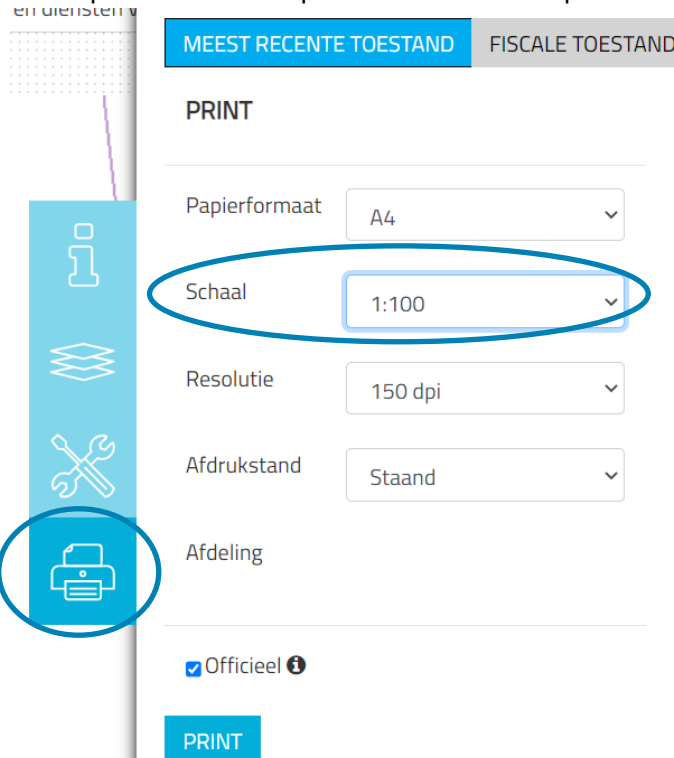 en diensten v
MEEST RECENTE TOESTAND FISCALE TOESTAND
PRINT
Papierformaat A4
Schaal 1:100
Resolutie 150 dpi
Afdrukstand Staand
Afdeling
Officieel
PRINT